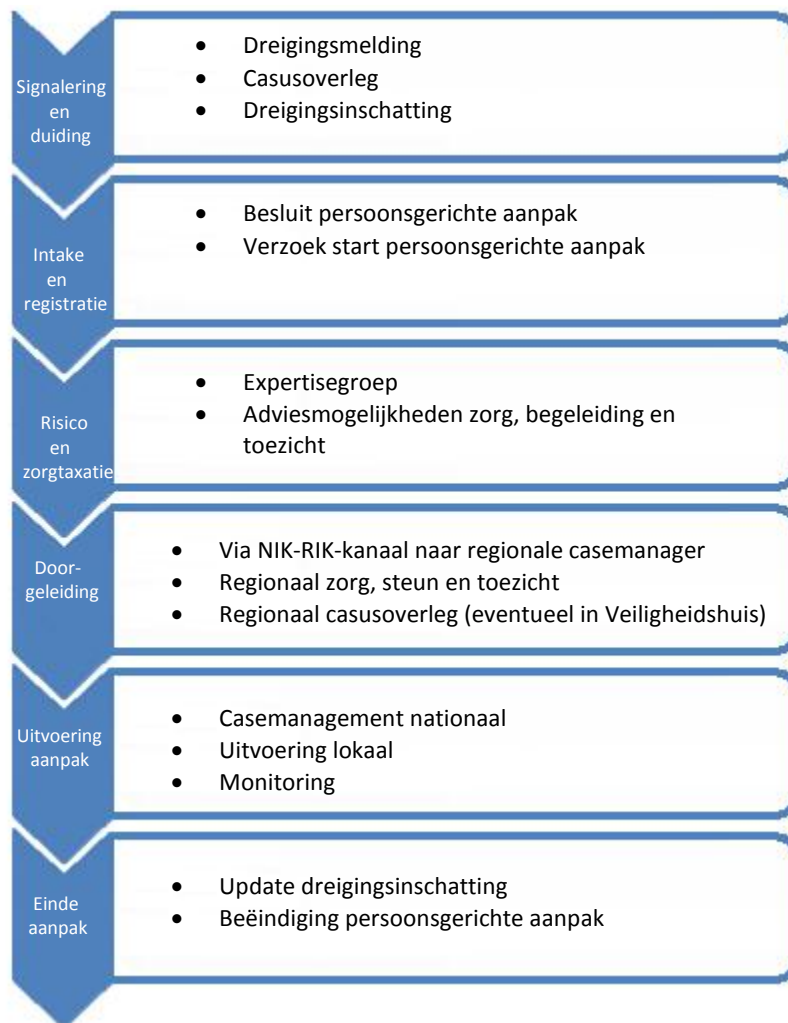 Signalering
en
duiding
• Dreigingsmelding
• Casusoverleg
• Dreigingsinschatting
Intake
en
registratie
• Besluit persoonsgerichte aanpak
• Verzoek start persoonsgerichte aanpak
Risico
en
zorgtaxatie
• Expertisegroep
• Adviesmogelijkheden zorg, begeleiding en
toezicht
Door-
geleiding
• Via NIK-RIK-kanaal naar regionale casemanager
• Regionaal zorg, steun en toezicht
• Regionaal casusoverleg (eventueel in Veiligheidshuis)
Uitvoering
aanpak
• Casemanagement nationaal
• Uitvoering lokaal
• Monitoring
Einde
aanpak
• Update dreigingsinschatting
• Beëindiging persoonsgerichte aanpak